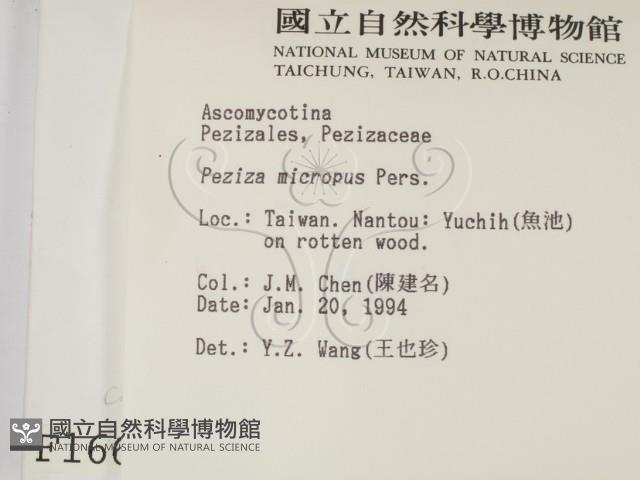 國立自然科學博物館
NATIONAL MUSEUM OF NATURAL SCIENCE
TAICHUNG, TAIWAN, R.O.CHINA
Ascomycotina
Pezizales, Pezizaceae
Peziza micropus Pers.
Loc.: Taiwan. Nantou: Yuchih(魚池)
on rotten wood.
Col.: J.M. Chen(陳建名)
Date: Jan. 20, 1994
Det.: Y.Z. Wang(王也珍)
國立自然科學博物館
NATIONAL MUSEUM OF NATURAL SCIENCE